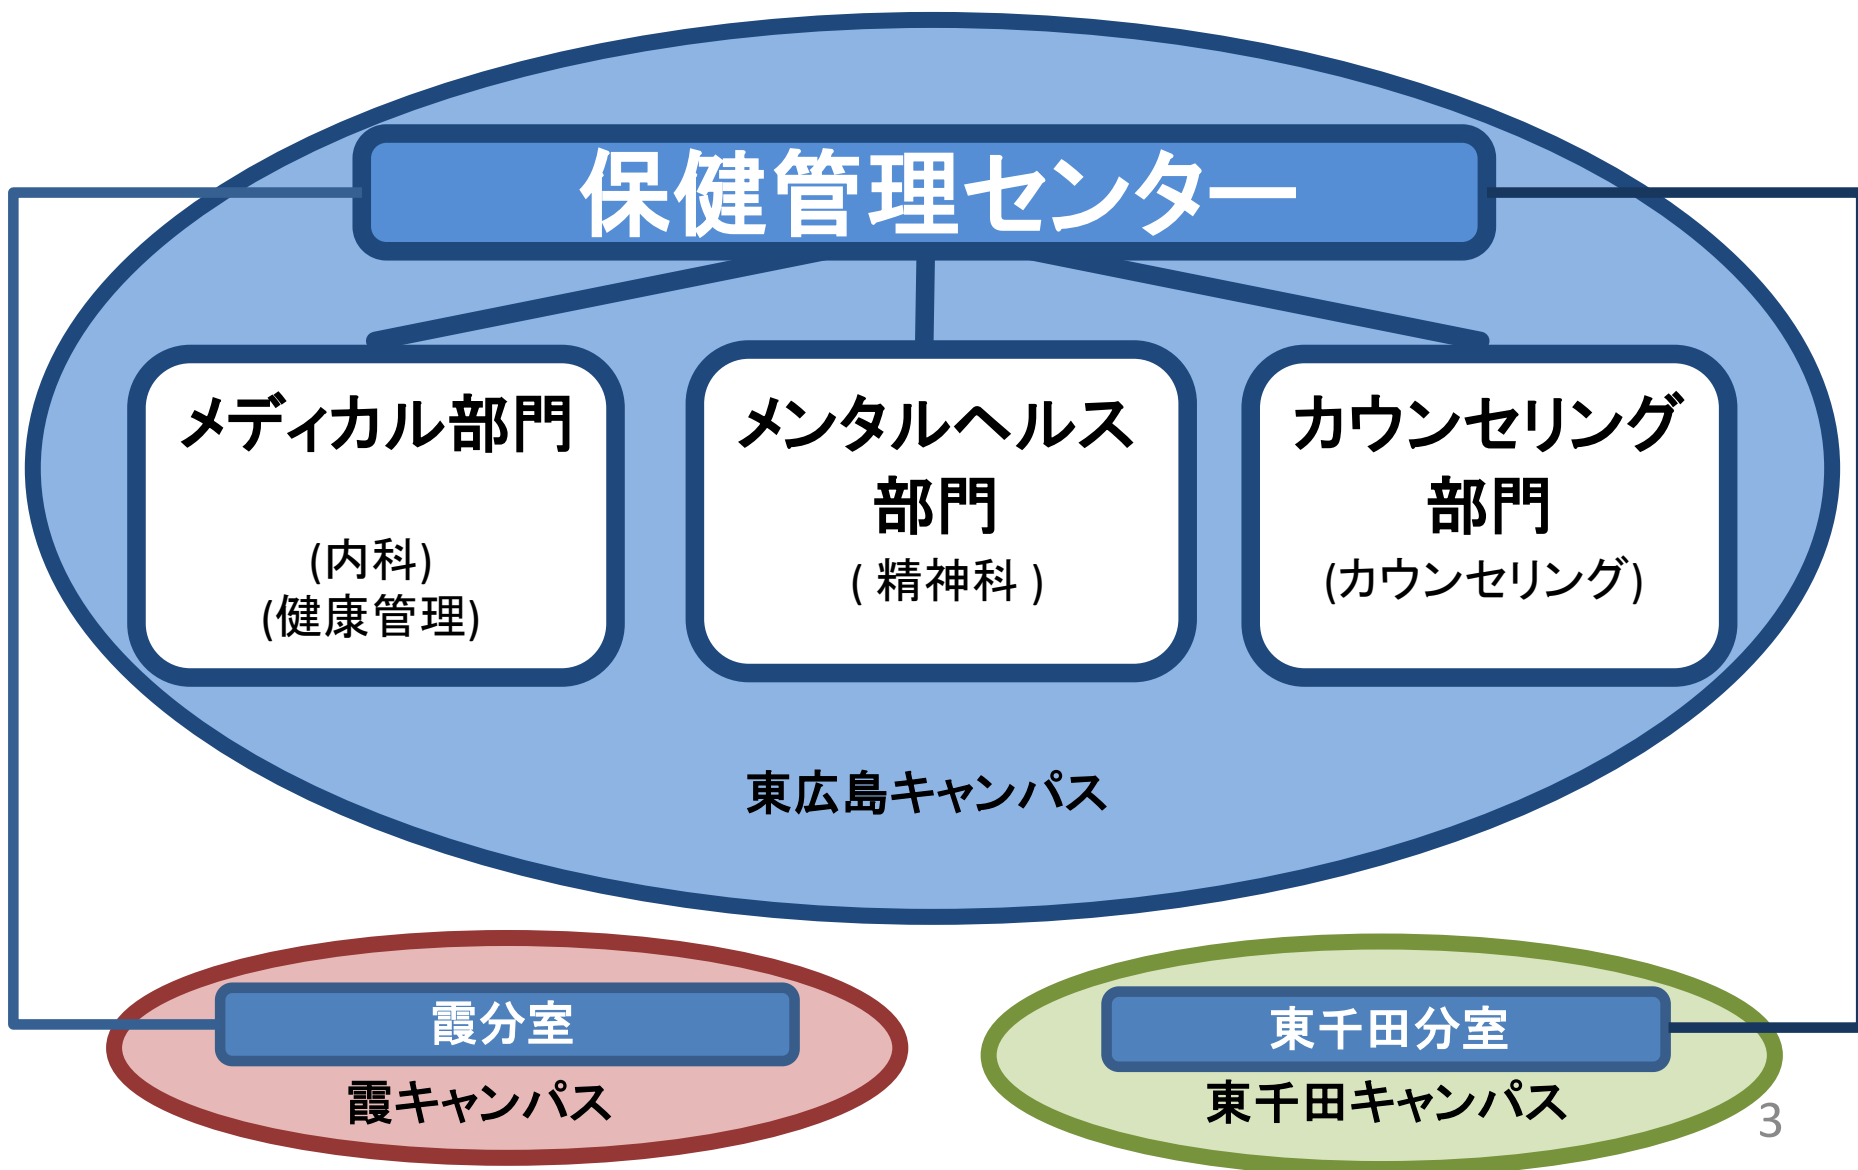 保健管理センター
メディカル部門
(内科)
(健康管理)
メンタルヘルス
部門
( 精神科 )
カウンセリング
部門
(カウンセリング)
東広島キャンパス
霞分室
霞キャンパス
東千田分室
東千田キャンパス
3